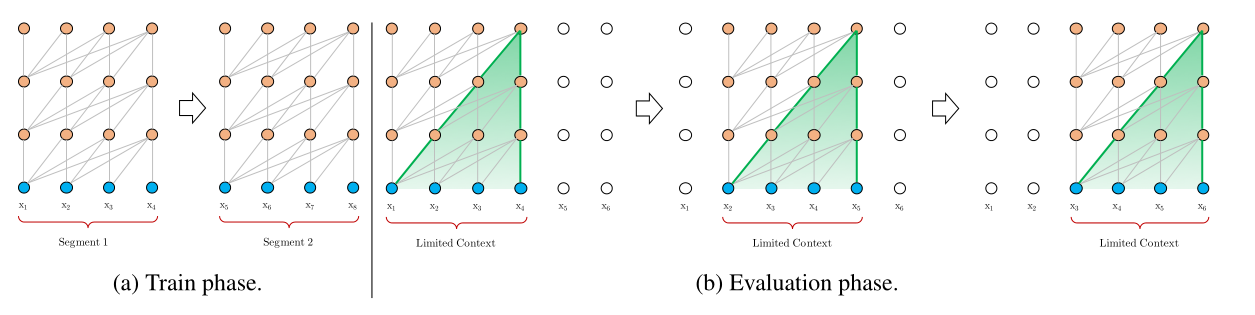 x₁ x₂ x₃ x₄
Segment 1
x₅ x₆ x₇ x₈
Segment 2
(a) Train phase.
x₁ x₂ x₃ x₄ x₅ x₆
Limited Context
x₁ x₂ x₃ x₄ x₅ x₆
Limited Context
x₁ x₂ x₃ x₄ x₅ x₆
Limited Context
(b) Evaluation phase.